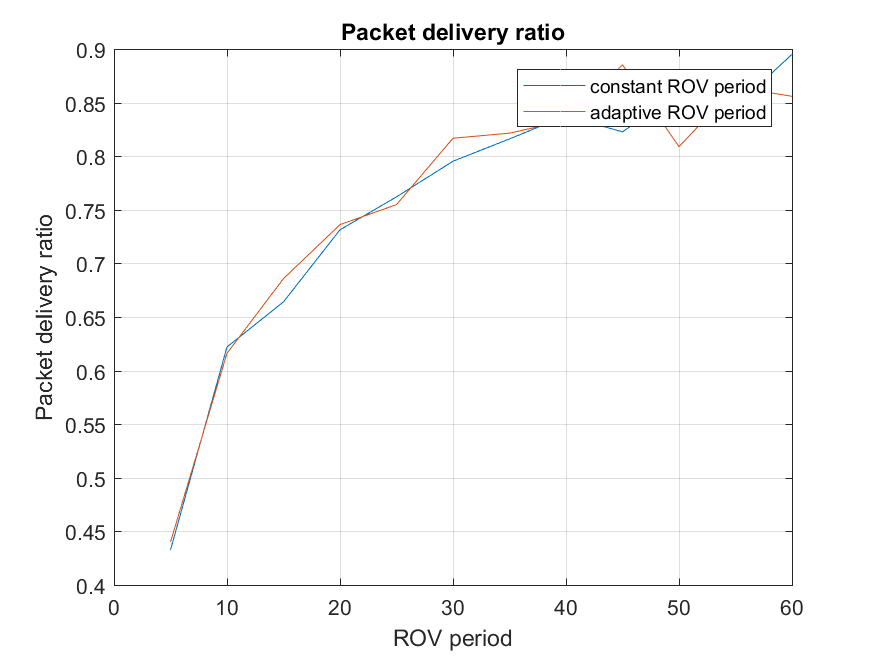 Packet delivery ratio
constant ROV period
adaptive ROV period
Packet delivery ratio
0.9
0.85
0.8
0.75
0.7
0.65
0.6
0.55
0.5
0.45
0.4
0 10 20 30 40 50 60
ROV period